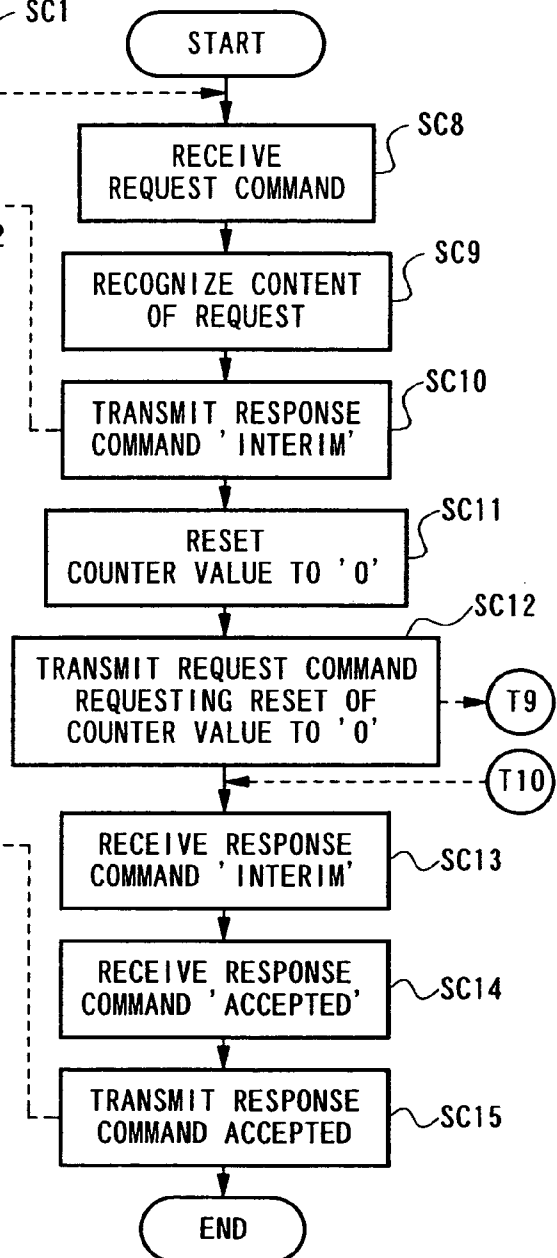 SC1
START
SC8
RECEIVE
REQUEST COMMAND
2
SC9
RECOGNIZE CONTENT
OF REQUEST
SC10
TRANSMIT RESPONSE
COMMAND 'INTERIM'
SC11
RESET
COUNTER VALUE TO '0'
SC12
TRANSMIT REQUEST COMMAND
REQUESTING RESET OF
COUNTER VALUE TO '0'
T9
T10
RECEIVE RESPONSE
COMMAND 'INTERIM'
SC13
RECEIVE RESPONSE
COMMAND 'ACCEPTED'
SC14
TRANSMIT RESPONSE
COMMAND ACCEPTED
SC15
END